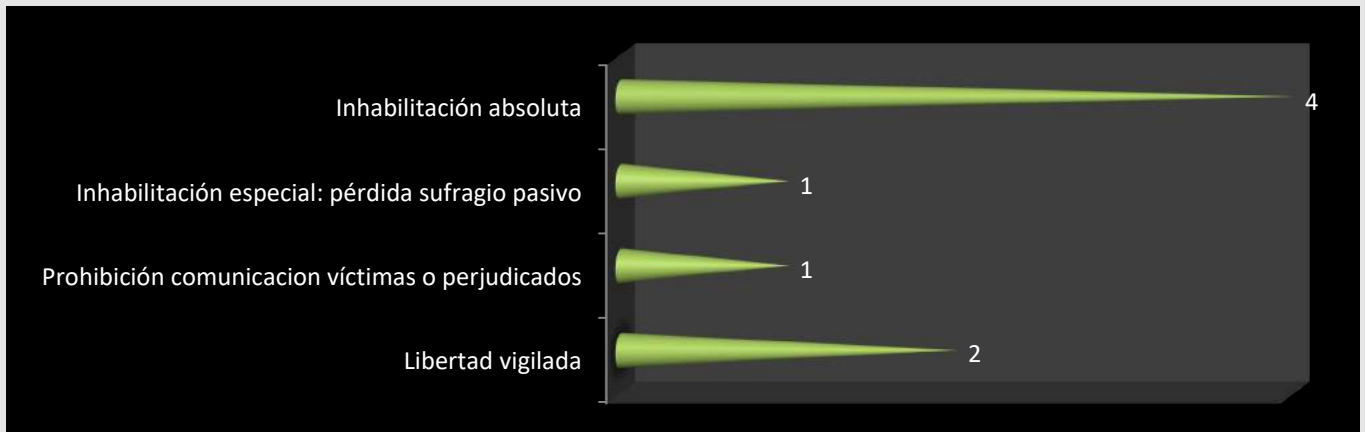 Inhabilitación absoluta
4
Inhabilitación especial: pérdida sufragio pasivo
1
Prohibición comunicacion víctimas o perjudicados
1
Libertad vigilada
2